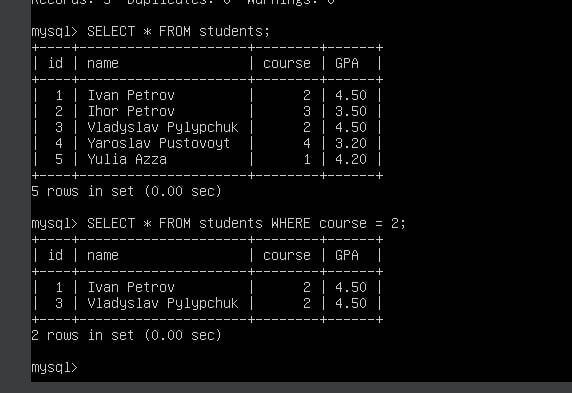 Records: 5  Duplicates: 0  Warnings: 0
mysql> SELECT * FROM students;
+----+--------------------+--------+------+
| id | name               | course | GPA  |
+----+--------------------+--------+------+
|  1 | Ivan Petrov        |      2 | 4.50 |
|  2 | Ihor Petrov        |      3 | 3.50 |
|  3 | Vladyslav Pylypchuk |      2 | 4.50 |
|  4 | Yaroslav Pustovoyt |      4 | 3.20 |
|  5 | Yulia Azza         |      1 | 4.20 |
+----+--------------------+--------+------+
5 rows in set (0.00 sec)
mysql> SELECT * FROM students WHERE course = 2;
+----+--------------------+--------+------+
| id | name               | course | GPA  |
+----+--------------------+--------+------+
|  1 | Ivan Petrov        |      2 | 4.50 |
|  3 | Vladyslav Pylypchuk |      2 | 4.50 |
+----+--------------------+--------+------+
2 rows in set (0.00 sec)
mysql>